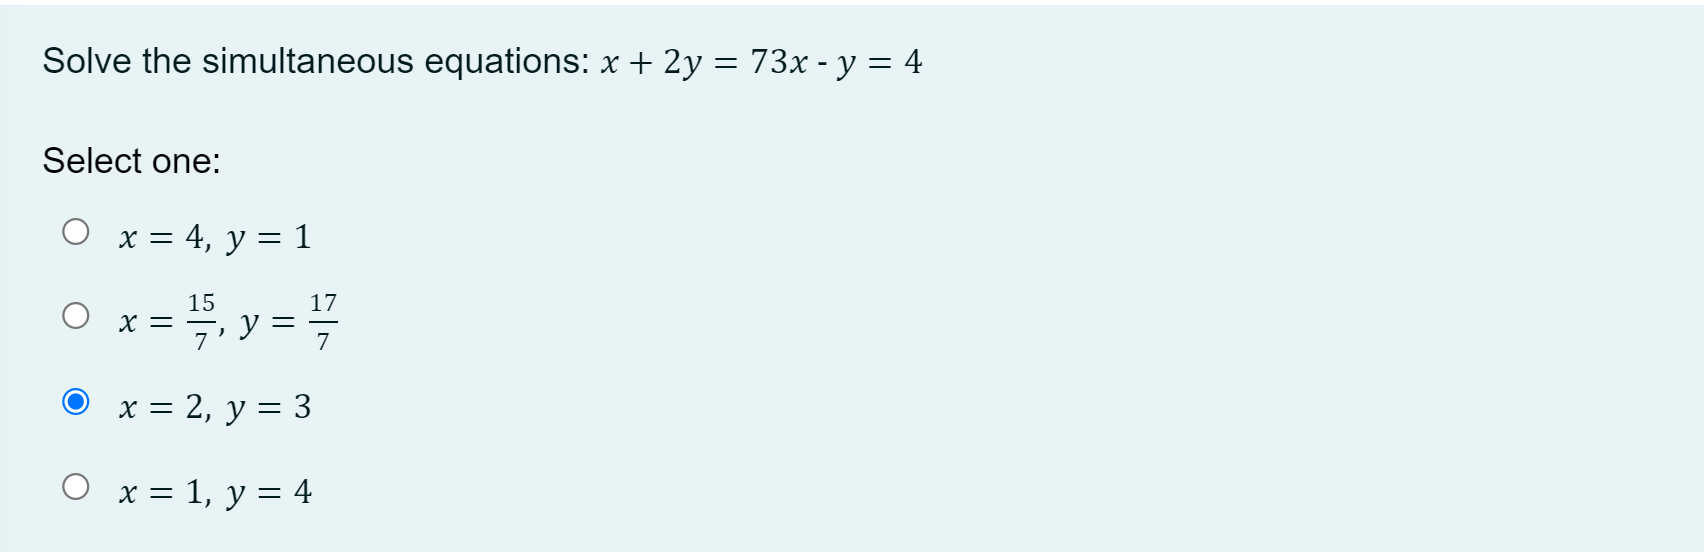 Solve the simultaneous equations: x + 2y = 73x - y = 4
Select one:
x = 4, y = 1
x = 15/7, y = 17/7
x = 2, y = 3
x = 1, y = 4